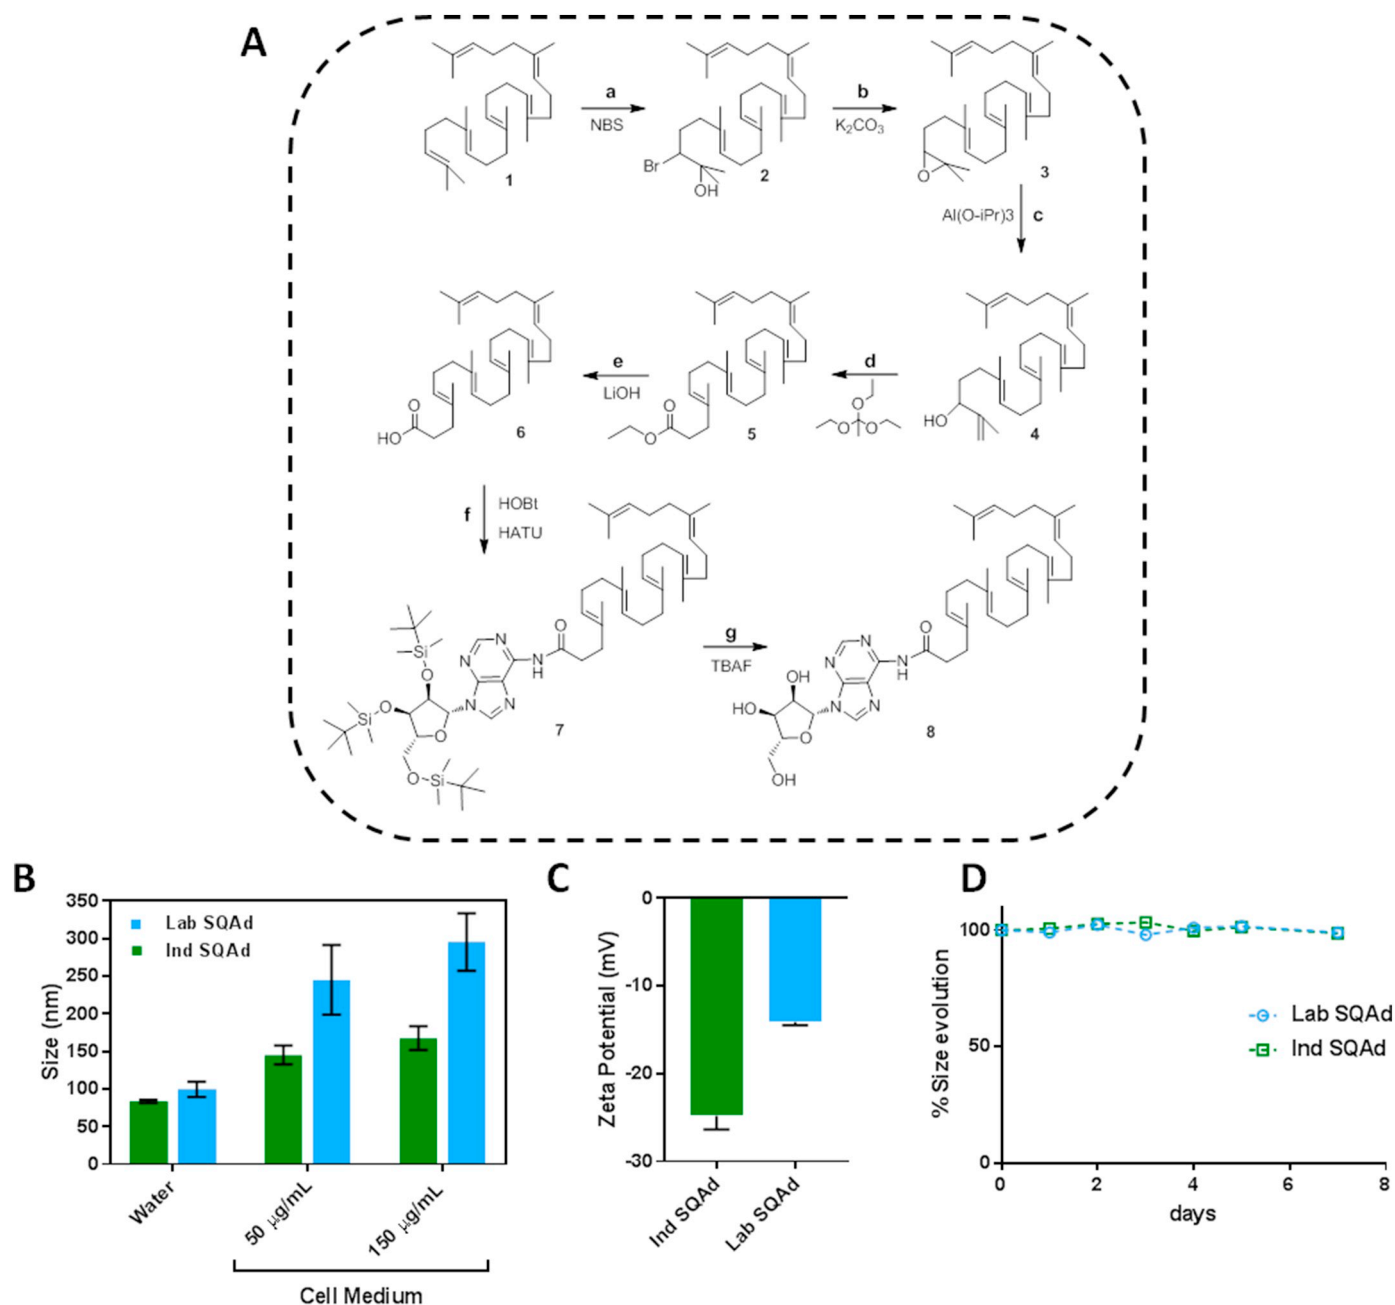 A
a
NBS
b
K2CO3
1
Br
OH
2
O
3
Al(O-iPr)3 c
O
HO
6
e
LiOH
O
O
5
d
O
O O
HO
4
f
HOBt
HATU
O
N N
N
H
N N
Si
O
O
Si
O
O
Si
7
g
TBAF
O
N N
N
H
N N
OH
HO
O
OH
8
B
Size (nm)
350
300
250
200
150
100
50
0
Lab SQAd
Ind SQAd
Water
50 μg/mL
150 μg/mL
Cell Medium
C
Zeta Potential (mV)
0
-10
-20
-30
Ind SQAd
Lab SQAd
D
% Size evolution
100
50
0
Lab SQAd
Ind SQAd
0 2 4 6 8
days